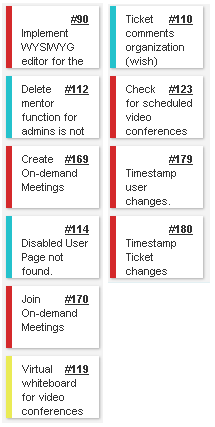 #90
Implement
WYSIWYG
editor for the
Delete #112
mentor
function for
admins is not
Create #169
On-demand
Meetings
#114
Disabled User
Page not
found.
Join #170
On-demand
Meetings
Virtual #119
whiteboard
for video
conferences
Ticket #110
comments
organization
(wish)
Check #123
for scheduled
video
conferences
#179
Timestamp
user
changes.
#180
Timestamp
Ticket
changes